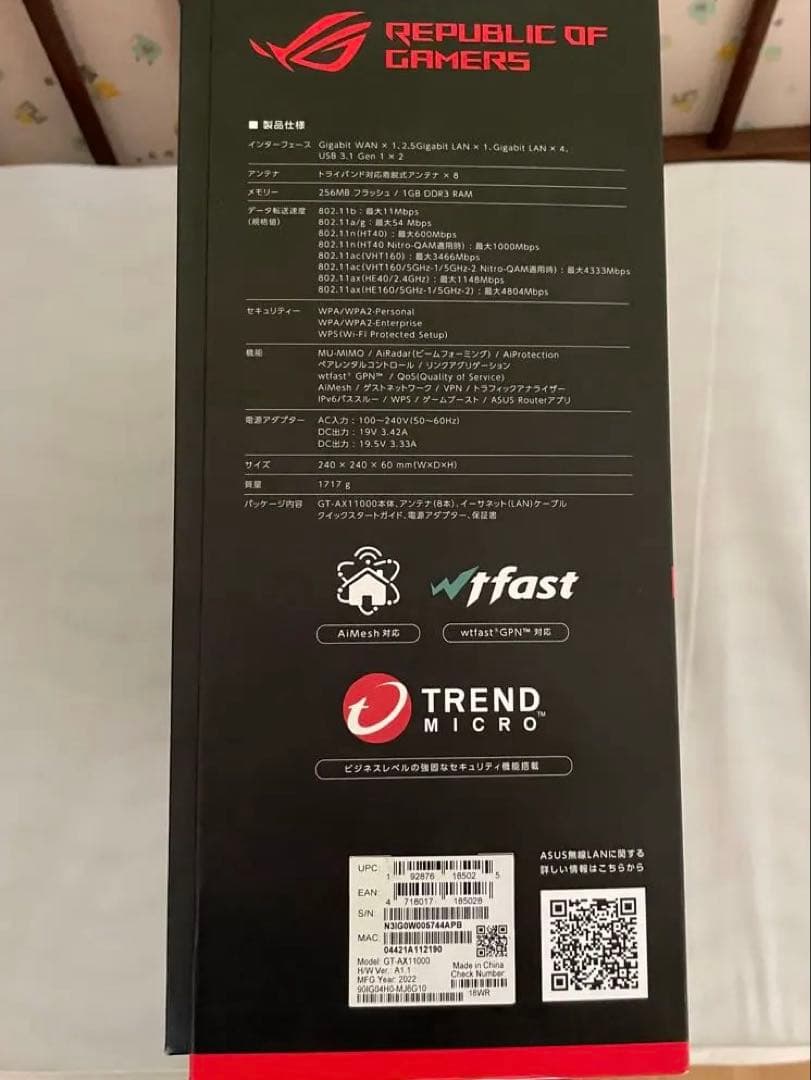 REPUBLIC OF
GAMERS
■ 製品仕様
インターフェース Gigabit WAN × 1、2.5Gigabit LAN × 1、Gigabit LAN × 4、
USB 3.1 Gen 1 × 2
アンテナ トライバンド対応着脱式アンテナ × 8
メモリー 256MB フラッシュ / 1GB DDR3 RAM
データ転送速度 802.11b : 最大11Mbps
(規格値) 802.11a/g : 最大54 Mbps
802.11n(HT40) : 最大600Mbps
802.11n(HT40 Nitro-QAM適用時) : 最大1000Mbps
802.11ac(VHT160) : 最大3466Mbps
802.11ac(VHT160/5GHz-1/5GHz-2 Nitro-QAM適用時) : 最大4333Mbps
802.11ax(HE40/2.4GHz) : 最大1148Mbps
802.11ax(HE160/5GHz-1/5GHz-2) : 最大4804Mbps
セキュリティー WPA/WPA2-Personal
WPA/WPA2-Enterprise
WPS(Wi-Fi Protected Setup)
機能 MU-MIMO / AiRadar(ビームフォーミング) / AiProtection
ペアレンタルコントロール / リンクアグリゲーション
wtfast® GPN™ / QoS(Quality of Service)
AiMesh / ゲストネットワーク / VPN / トラフィックアナライザー
IPv6パススルー / WPS / ゲームブースト / ASUS Routerアプリ
電源アダプター AC入力 : 100~240V(50~60Hz)
DC出力 : 19V 3.42A
DC出力 : 19.5V 3.33A
サイズ 240 × 240 × 60 mm(W×D×H)
質量 1717 g
パッケージ内容 GT-AX11000本体、アンテナ(8本)、イーサネット(LAN)ケーブル
クイックスタートガイド、電源アダプター、保証書
wtfast
AiMesh 対応
wtfast®GPN™ 対応
TREND
MICRO™
ビジネスレベルの強固なセキュリティ機能搭載
ASUS無線LANに関する
詳しい情報はこちらから
UPC:
1 92876 18502 5
EAN:
4 718017 185028
S/N:
N3IG0W005744APB
MAC:
04421A112190
Model: GT-AX11000
H/W Ver.: A1.1
MFG Year: 2022
90IG04H0-MJ6G10
Made in China
Check Number:
16WR